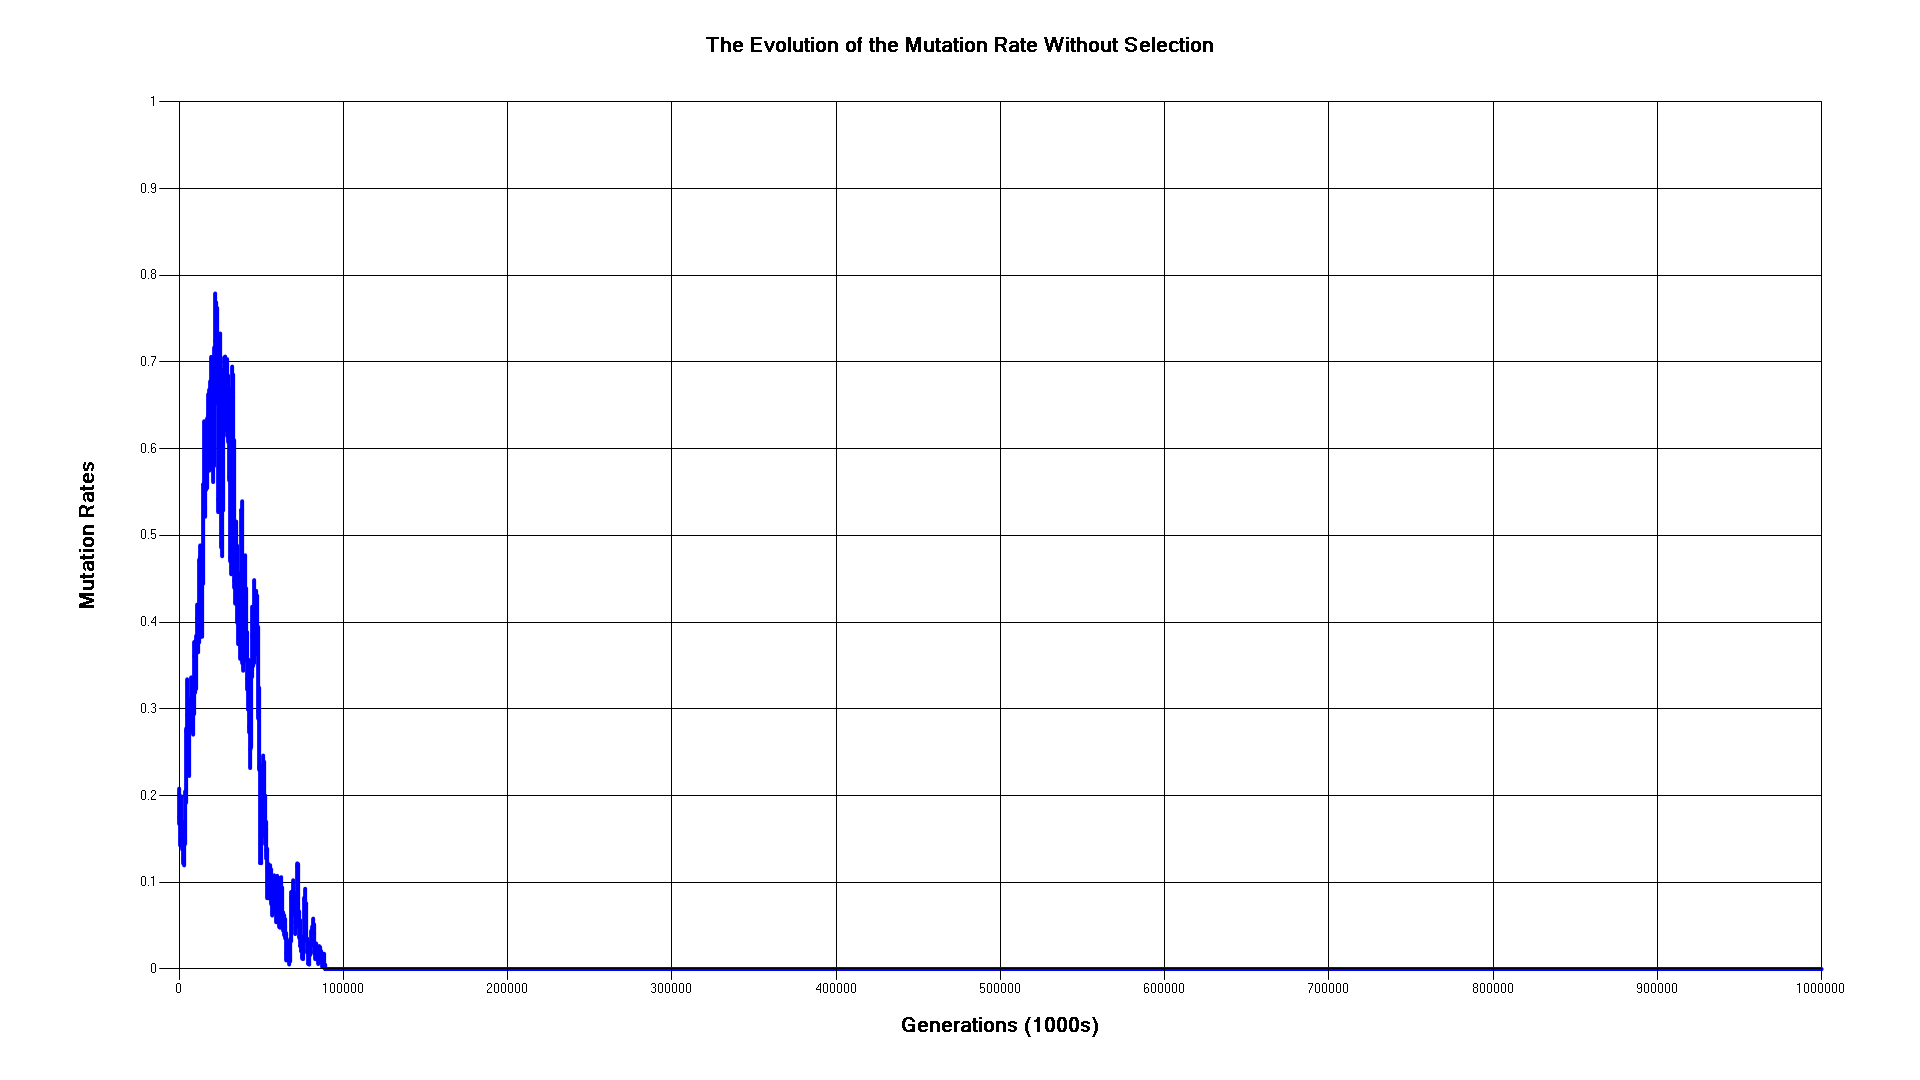 The Evolution of the Mutation Rate Without Selection
1
0.9
0.8
0.7
0.6
0.5
0.4
0.3
0.2
0.1
0
Mutation Rates
0 100000 200000 300000 400000 500000 600000 700000 800000 900000 1000000
Generations (1000s)